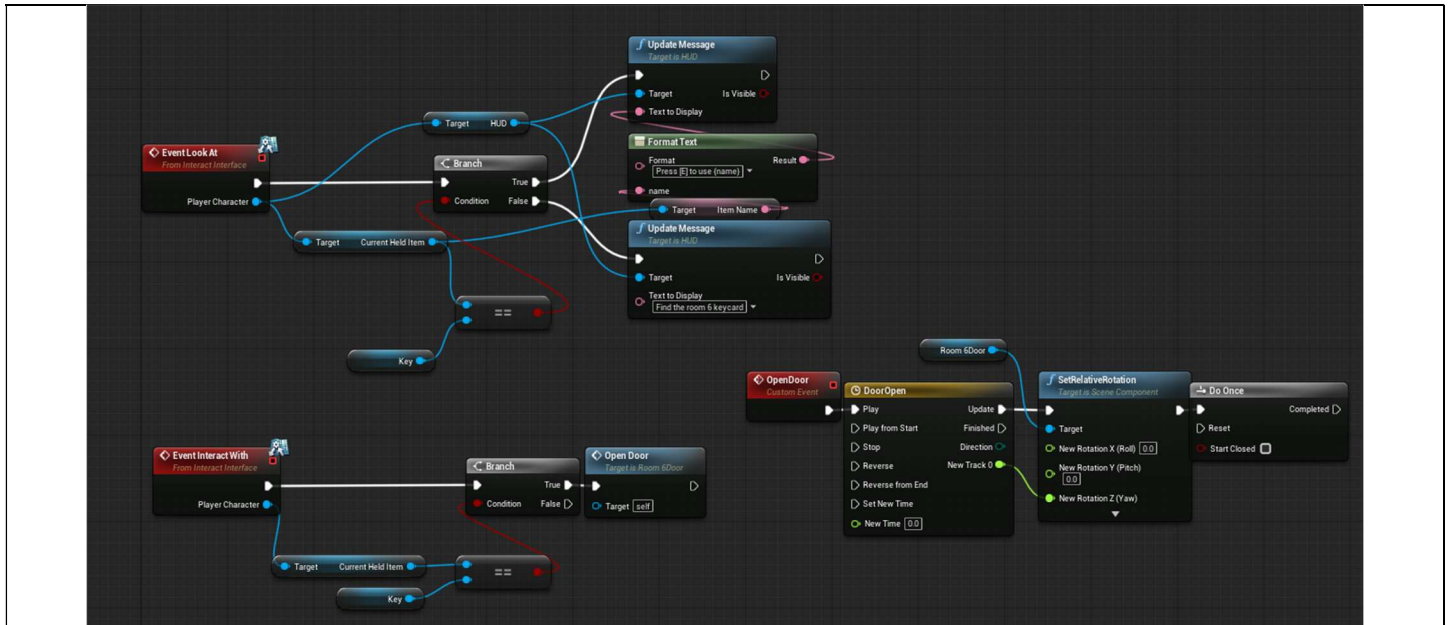 Update Message
Target is HUD
Target
Is Visible
Text to Display
Target HUD
Event Look At
From Interact Interface
Player Character
Branch
True
Condition
False
Format Text
Format
Result
Press [E] to use {name}
name
Target Item Name
Update Message
Target is HUD
Target
Is Visible
Text to Display
Find the room 6 keycard
Target Current Held Item
==
Key
Room 6Door
OpenDoor
Custom Event
DoorOpen
Play
Update
Play from Start
Finished
Stop
Direction
Reverse
New Track 0
Reverse from End
Set New Time
New Time 0.0
SetRelativeRotation
Target is Scene Component
Target
New Rotation X (Roll) 0.0
New Rotation Y (Pitch)
0.0
New Rotation Z (Yaw)
Do Once
Completed
Reset
Start Closed
Event Interact With
From Interact Interface
Player Character
Branch
True
Condition
False
Open Door
Target is Room 6Door
Target self
Target Current Held Item
==
Key